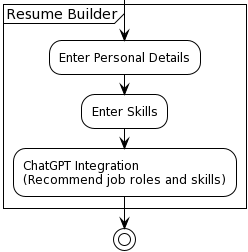 Resume Builder
Enter Personal Details
Enter Skills
ChatGPT Integration
(Recommend job roles and skills)